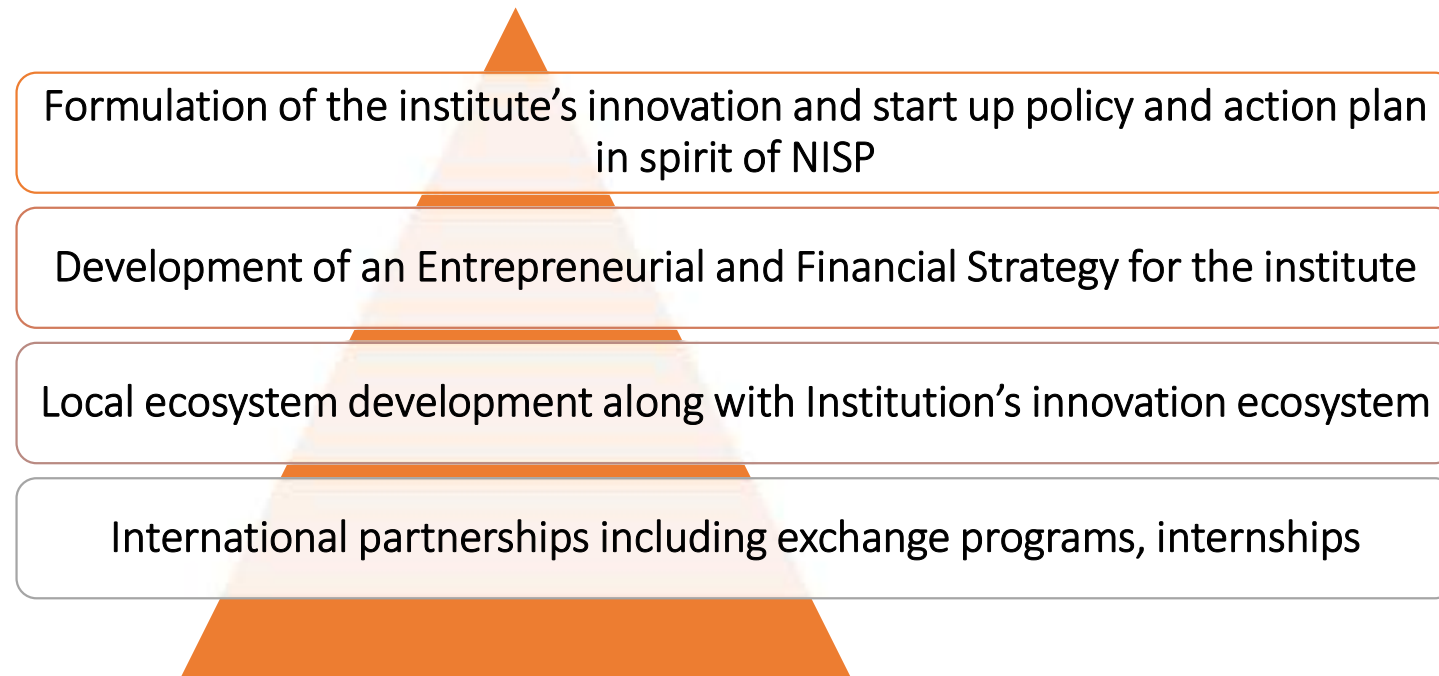 Formulation of the institute’s innovation and start up policy and action plan
in spirit of NISP
Development of an Entrepreneurial and Financial Strategy for the institute
Local ecosystem development along with Institution’s innovation ecosystem
International partnerships including exchange programs, internships